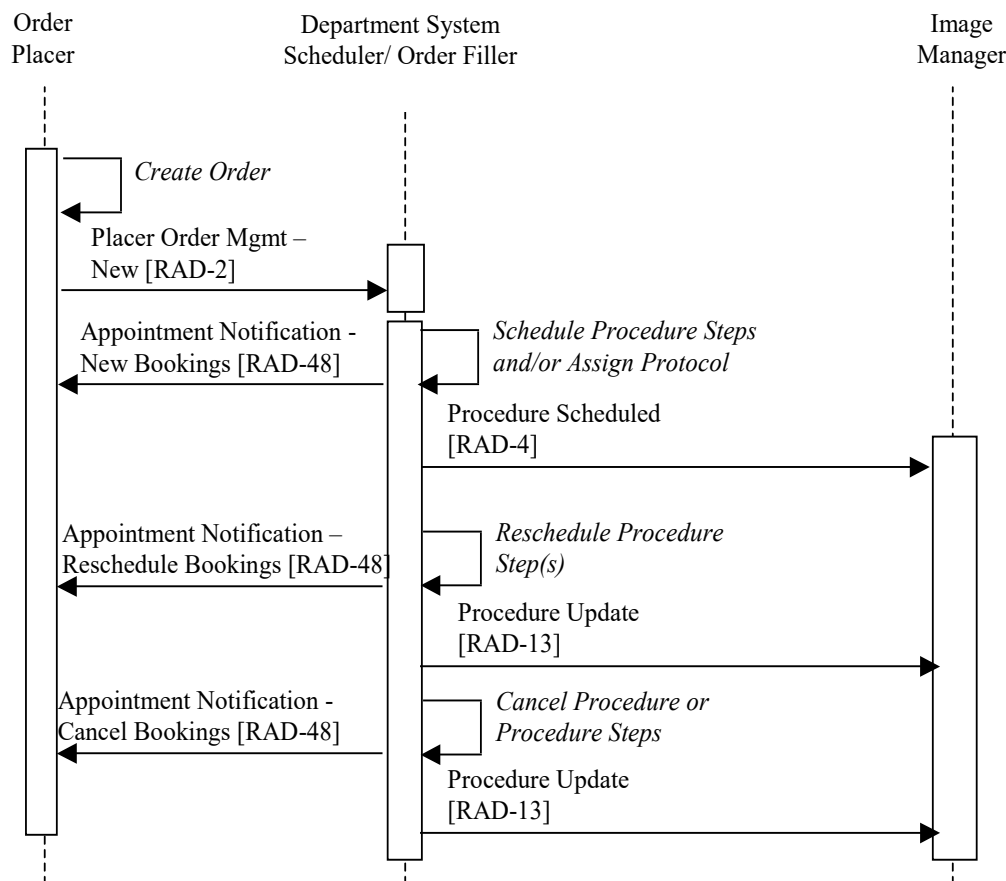 Order
Placer
Department System
Scheduler/ Order Filler
Image
Manager
Create Order
Placer Order Mgmt –
New [RAD-2]
Appointment Notification -
New Bookings [RAD-48]
Schedule Procedure Steps
and/or Assign Protocol
Procedure Scheduled
[RAD-4]
Appointment Notification –
Reschedule Bookings [RAD-48]
Reschedule Procedure
Step(s)
Procedure Update
[RAD-13]
Appointment Notification -
Cancel Bookings [RAD-48]
Cancel Procedure or
Procedure Steps
Procedure Update
[RAD-13]